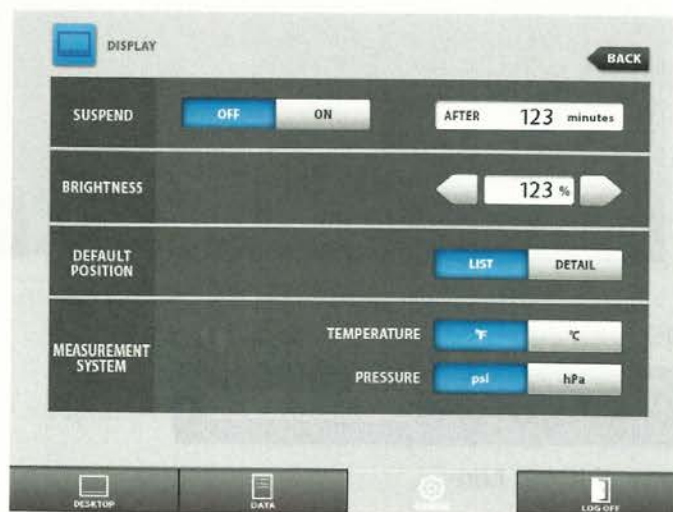 DISPLAY
BACK
SUSPEND OFF ON AFTER 123 minutes
BRIGHTNESS 123 %
DEFAULT
POSITION
LIST DETAIL
MEASUREMENT
SYSTEM
TEMPERATURE °F °C
PRESSURE psi hPa
DESKTOP DATA LOG OFF